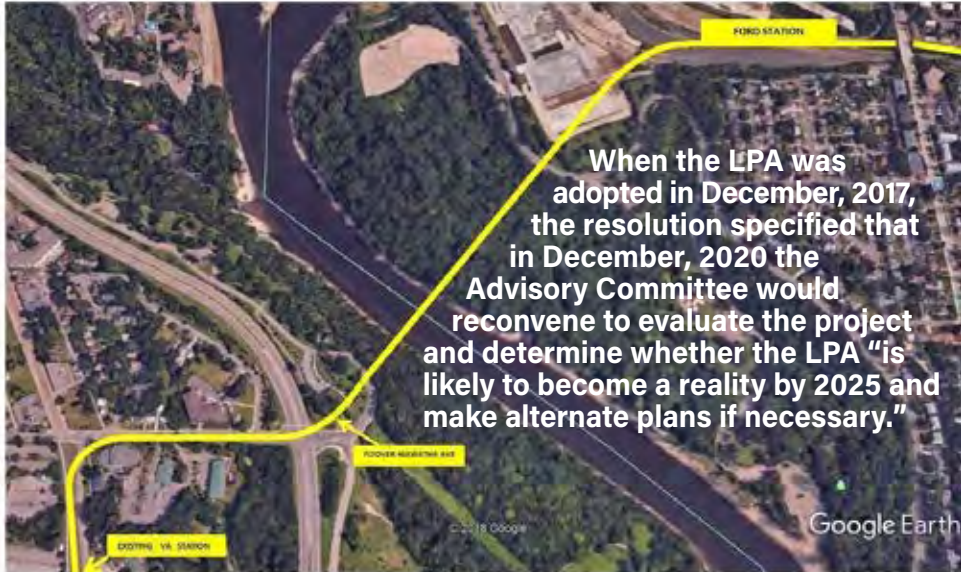 FORD STATION
When the LPA was
adopted in December, 2017,
the resolution specified that
in December, 2020 the
Advisory Committee would
reconvene to evaluate the project
and determine whether the LPA “is
likely to become a reality by 2025 and
make alternate plans if necessary.”
EXISTING VA STATION
© 2018 Google
Google Earth